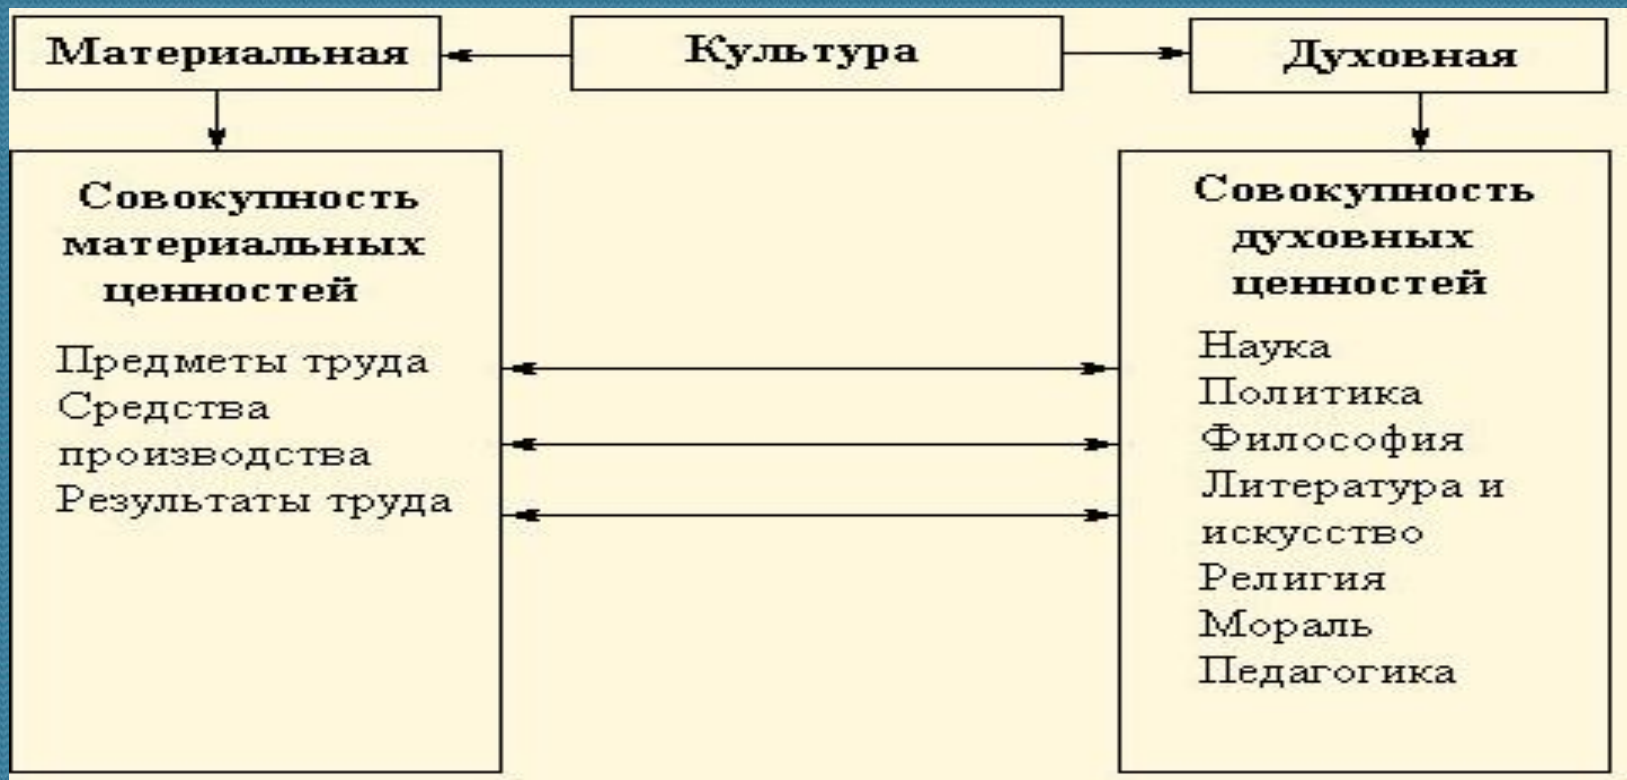 Материальная
Культура
Духовная
Совокупность
материальных
ценностей
Предметы труда
Средства
производства
Результаты труда
Совокупность
духовных
ценностей
Наука
Политика
Философия
Литература и
искусство
Религия
Мораль
Педагогика